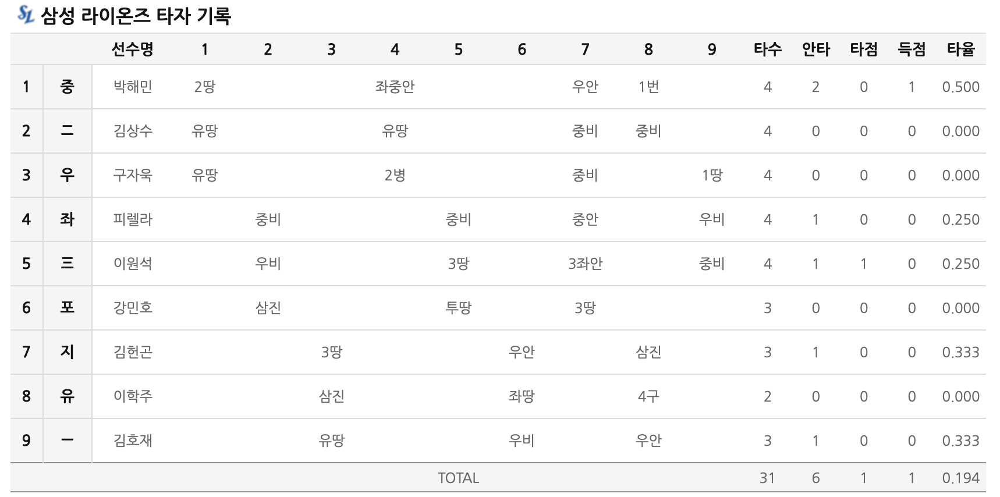 SL 삼성 라이온즈 타자 기록
선수명 1 2 3 4 5 6 7 8 9 타수 안타 타점 득점 타율
1 중 박해민 2땅 좌중안 우안 1번 4 2 0 1 0.500
2 二 김상수 유땅 유땅 중비 중비 4 0 0 0 0.000
3 우 구자욱 유땅 2병 중비 1땅 4 0 0 0 0.000
4 좌 피렐라 중비 중비 중안 우비 4 1 0 0 0.250
5 三 이원석 우비 3땅 3좌안 중비 4 1 1 0 0.250
6 포 강민호 삼진 투땅 3땅 3 0 0 0 0.000
7 지 김헌곤 3땅 우안 삼진 3 1 0 0 0.333
8 유 이학주 삼진 좌땅 4구 2 0 0 0 0.000
9 一 김호재 유땅 우비 우안 3 1 0 0 0.333
TOTAL 31 6 1 1 0.194